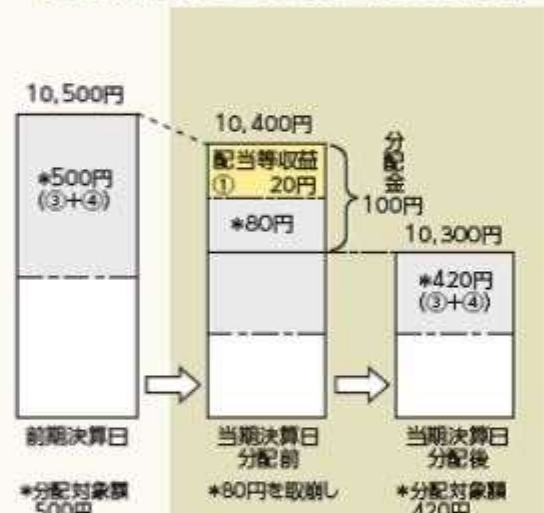 10,500円
*500円
(③+④)
前期決算日
*分配対象額
500円
10,400円
配当等収益
① 20円
*80円
分配金
100円
当期決算日
分配前
*80円を取崩し
10,300円
*420円
(③+④)
当期決算日
分配後
*分配対象額
420円